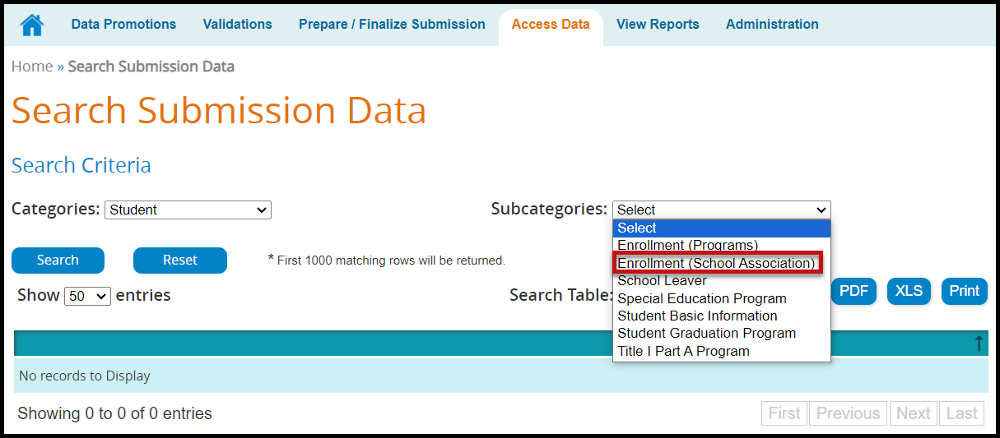 Data Promotions Validations Prepare / Finalize Submission Access Data View Reports Administration
Home » Search Submission Data
Search Submission Data
Search Criteria
Categories: Student Subcategories: Select
Select
Enrollment (Programs)
Enrollment (School Association)
School Leaver
Special Education Program
Student Basic Information
Student Graduation Program
Title I Part A Program
Search Reset * First 1000 matching rows will be returned.
Show 50 entries Search Table: PDF XLS Print
No records to Display
Showing 0 to 0 of 0 entries First Previous Next Last